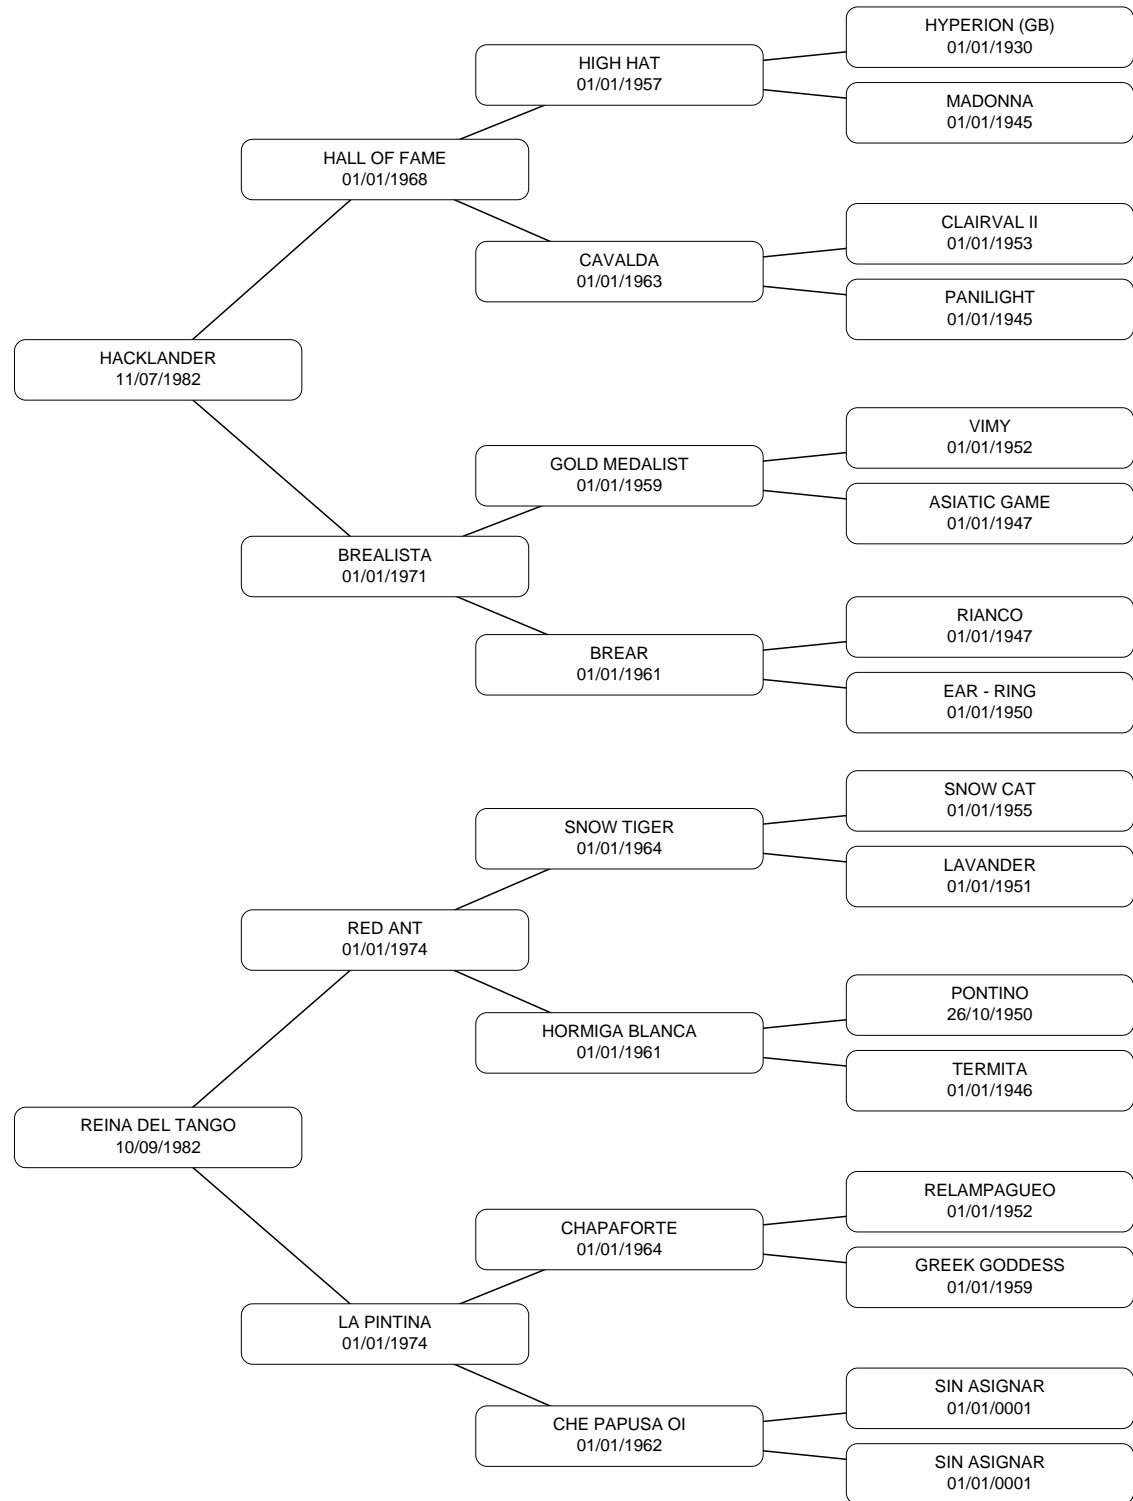 HYPERION (GB)
01/01/1930
HIGH HAT
01/01/1957
MADONNA
01/01/1945
HALL OF FAME
01/01/1968
CLAIRVAL II
01/01/1953
CAVALDA
01/01/1963
PANILIGHT
01/01/1945
HACKLANDER
11/07/1982
VIMY
01/01/1952
GOLD MEDALIST
01/01/1959
ASIATIC GAME
01/01/1947
BREALISTA
01/01/1971
RIANCO
01/01/1947
BREAR
01/01/1961
EAR - RING
01/01/1950
SNOW CAT
01/01/1955
SNOW TIGER
01/01/1964
LAVANDER
01/01/1951
RED ANT
01/01/1974
PONTINO
26/10/1950
HORMIGA BLANCA
01/01/1961
TERMITA
01/01/1946
REINA DEL TANGO
10/09/1982
RELAMPAGUEO
01/01/1952
CHAPAFORTE
01/01/1964
GREEK GODDESS
01/01/1959
LA PINTINA
01/01/1974
SIN ASIGNAR
01/01/0001
CHE PAPUSA OI
01/01/1962
SIN ASIGNAR
01/01/0001